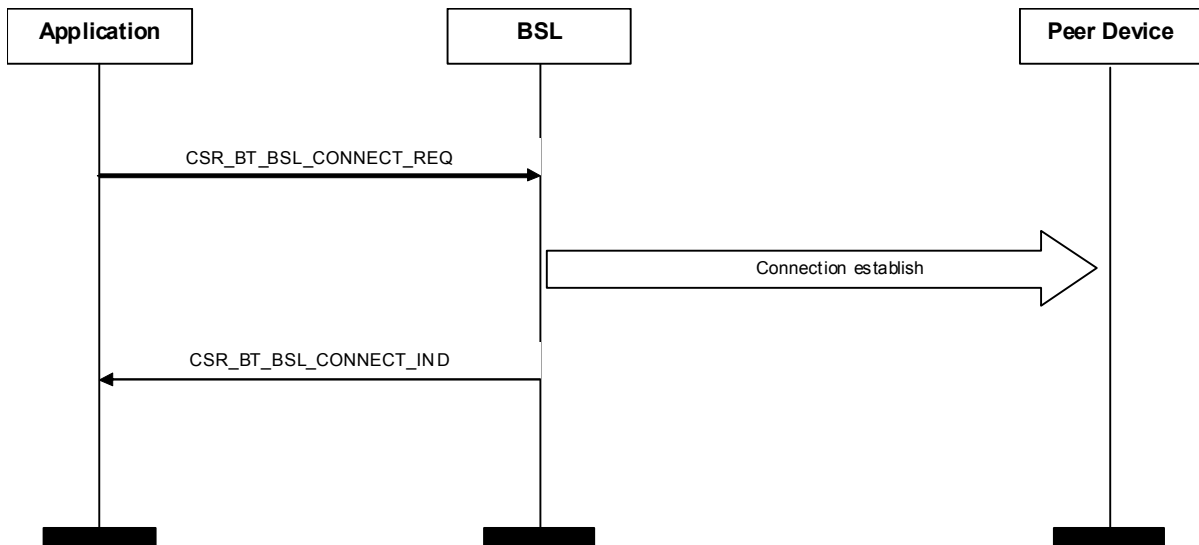 Application
BSL
Peer Device
CSR_BT_BSL_CONNECT_REQ
Connection establish
CSR_BT_BSL_CONNECT_IND